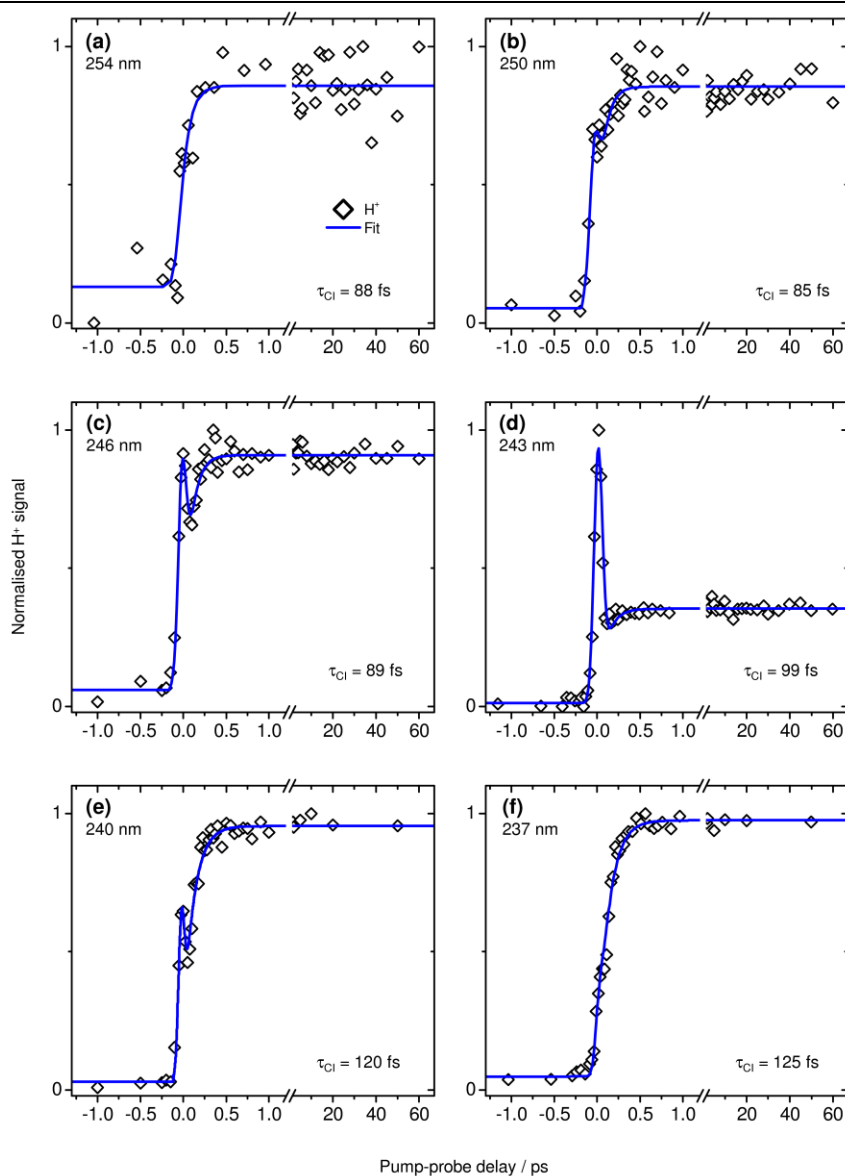 (a)
254 nm
H⁺
Fit
τCI = 88 fs
1
0
-1.0 -0.5 0.0 0.5 1.0 20 40 60
(b)
250 nm
τCI = 85 fs
1
0
-1.0 -0.5 0.0 0.5 1.0 20 40 60
(c)
246 nm
τCI = 89 fs
1
0
-1.0 -0.5 0.0 0.5 1.0 20 40 60
(d)
243 nm
τCI = 99 fs
1
0
-1.0 -0.5 0.0 0.5 1.0 20 40 60
Normalised H⁺ signal
(e)
240 nm
τCI = 120 fs
1
0
-1.0 -0.5 0.0 0.5 1.0 20 40 60
(f)
237 nm
τCI = 125 fs
1
0
-1.0 -0.5 0.0 0.5 1.0 20 40 60
Pump-probe delay / ps